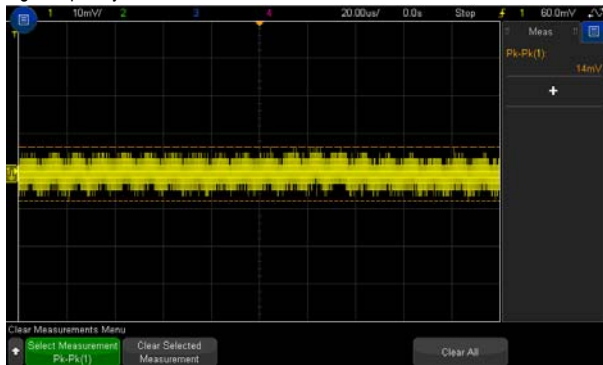 1 10mV/ 2 3 4 20.00us/ 0.0s Stop 1 60.0mV
Meas
Pk-Pk(1):
14mV
+
Clear Measurements Menu
Select Measurement Clear Selected Clear All
Pk-Pk(1) Measurement